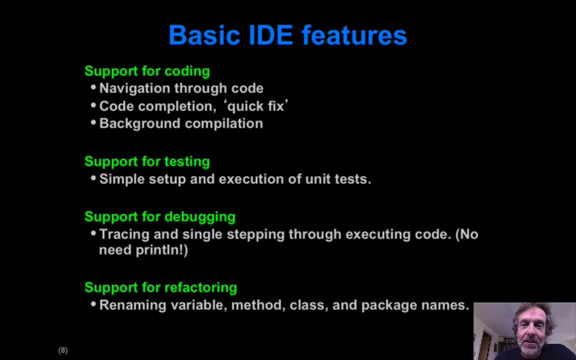 Basic IDE features
Support for coding
• Navigation through code
• Code completion, ‘quick fix’
• Background compilation
Support for testing
• Simple setup and execution of unit tests.
Support for debugging
• Tracing and single stepping through executing code. (No
need println!)
Support for refactoring
• Renaming variable, method, class, and package names.
(8)